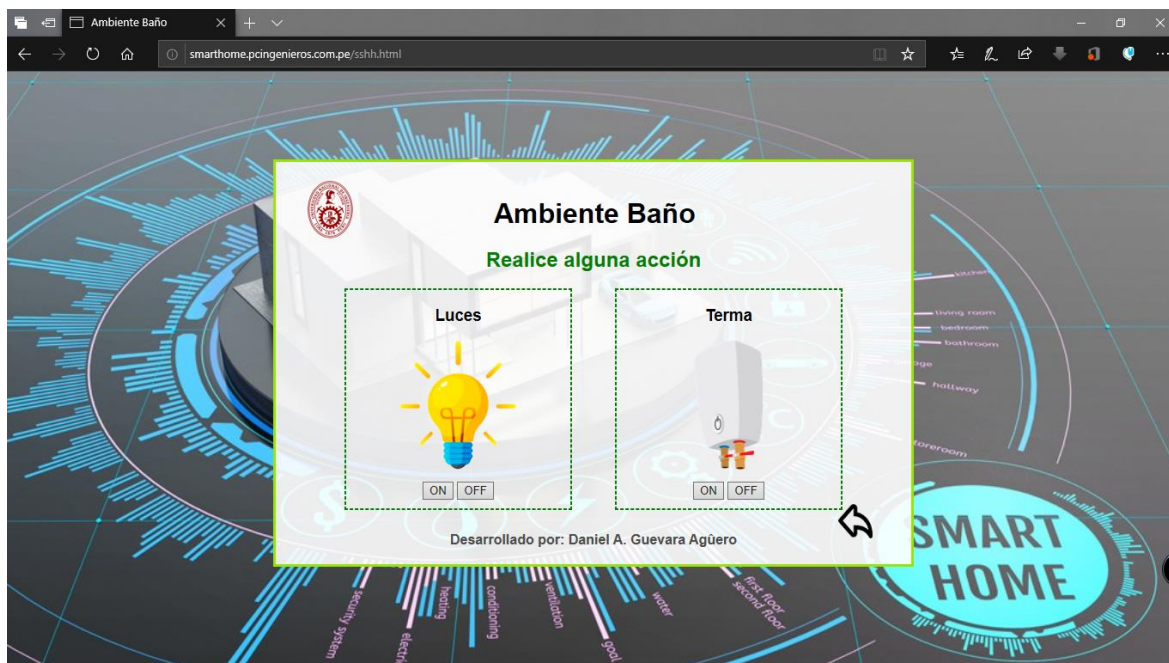 Ambiente Baño
smarthome.pcingenieros.com.pe/sshh.html
Ambiente Baño
Realice alguna acción
Luces
Terma
ON OFF
ON OFF
Desarrollado por: Daniel A. Guevara Agüero
kitchen
living room
bedroom
bathroom
hallway
storeroom
SMART
HOME
security system
heating
conditioning
ventilation
water
first floor
second floor
goal